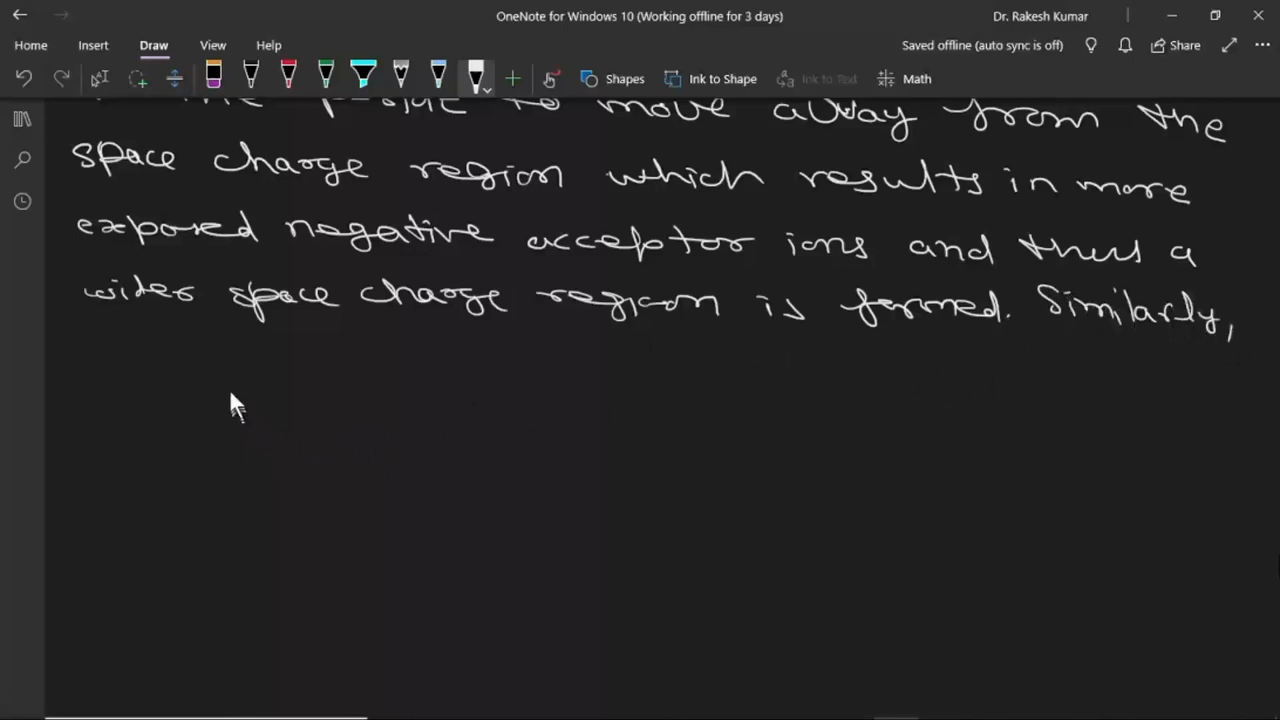 OneNote for Windows 10 (Working offline for 3 days)
Dr. Rakesh Kumar
Home Insert Draw View Help
Saved offline (auto sync is off)
Share
Shapes
Ink to Shape
Ink to Text
Math
the to move away from the
space charge region which results in more
exposed negative acceptor ions and thus a
wider space charge region is formed. Similarly,